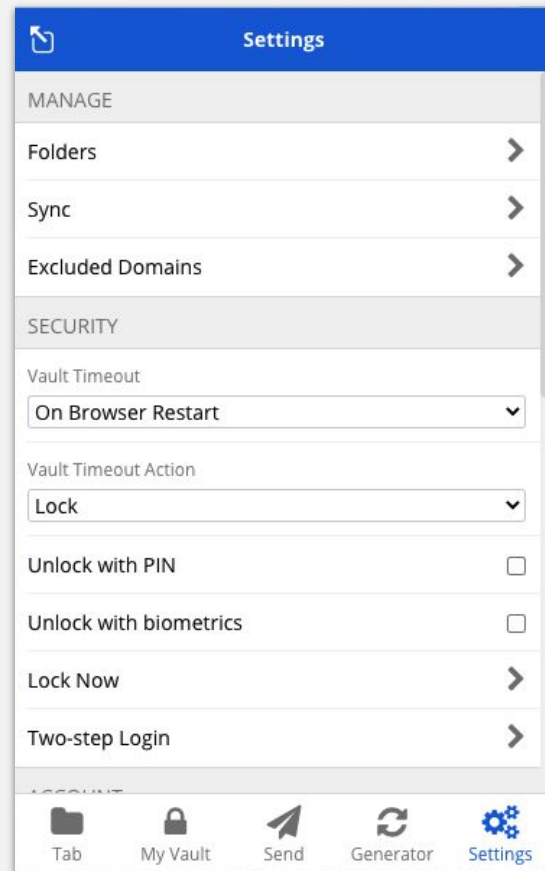 Settings
MANAGE
Folders
Sync
Excluded Domains
SECURITY
Vault Timeout
On Browser Restart
Vault Timeout Action
Lock
Unlock with PIN
Unlock with biometrics
Lock Now
Two-step Login
ACCOUNT
Tab My Vault Send Generator Settings